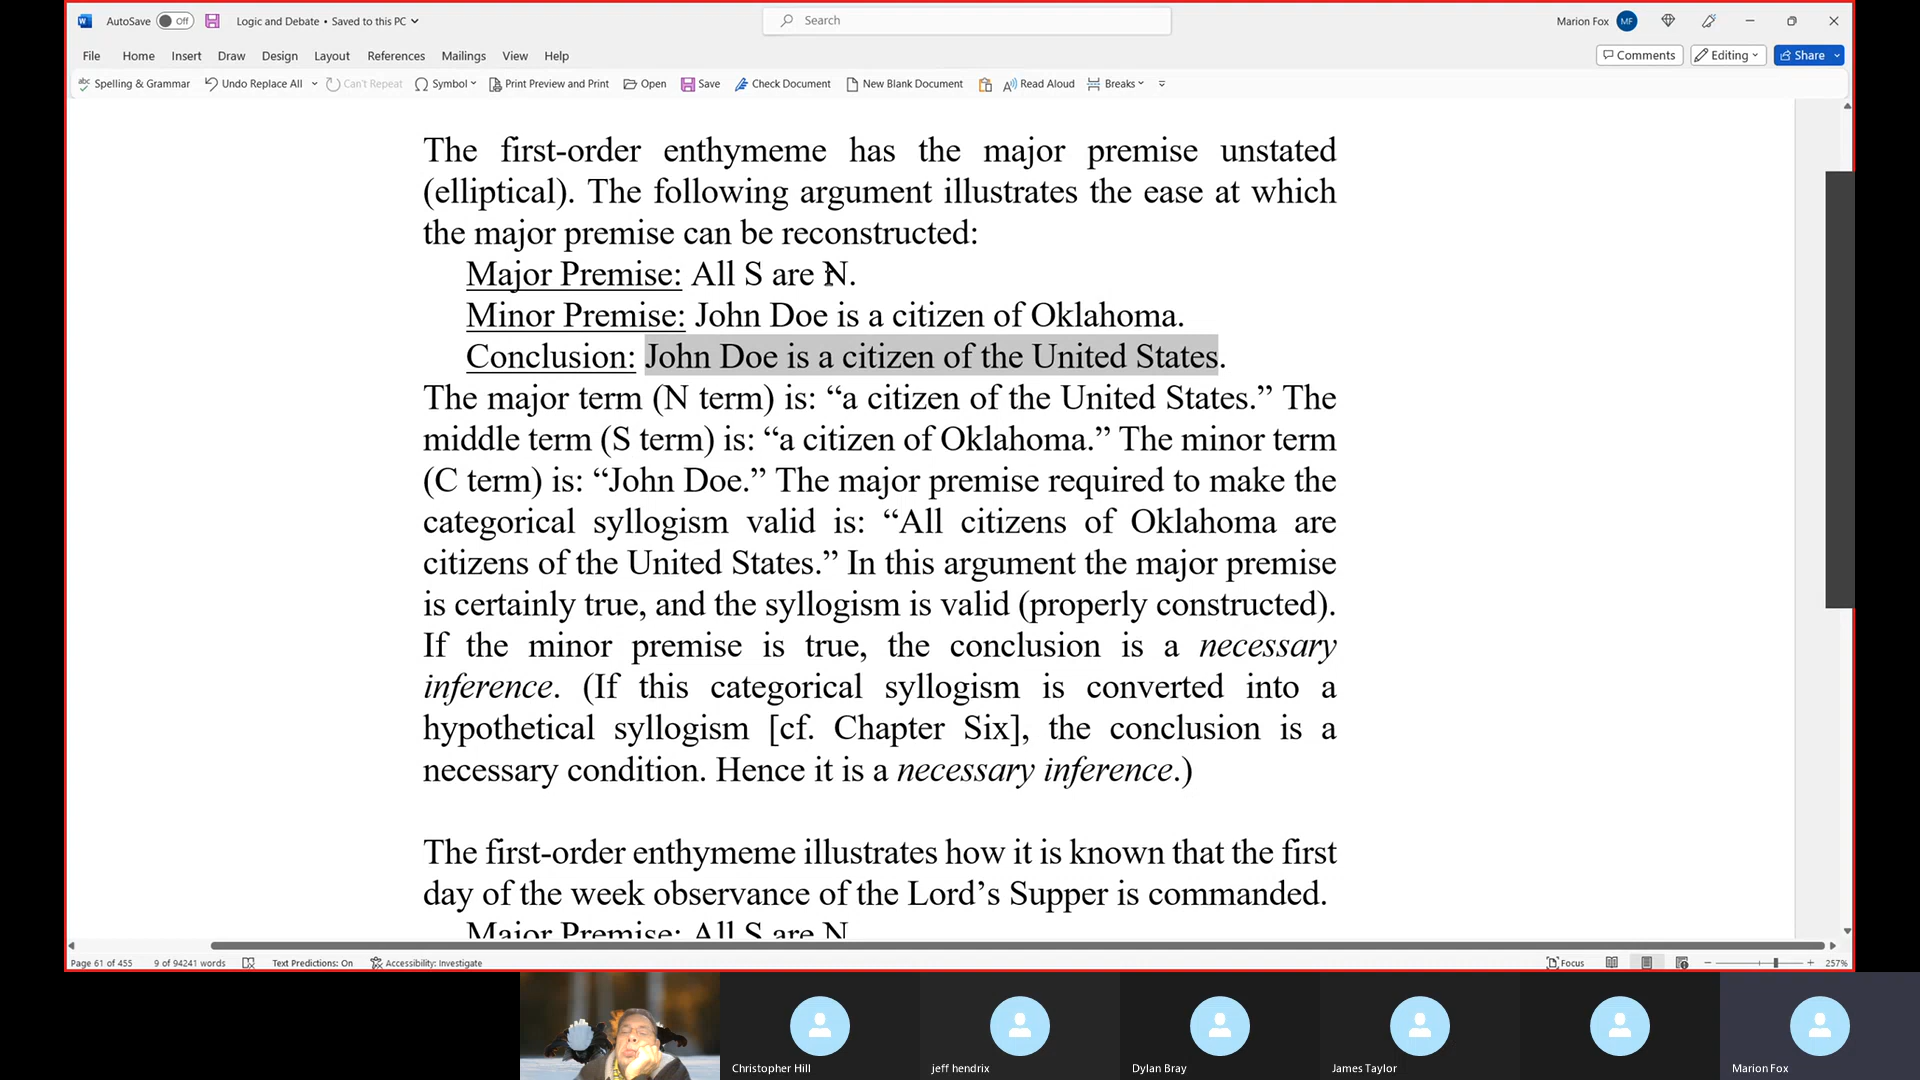 AutoSave Off Logic and Debate • Saved to this PC Search Marion Fox MF
File Home Insert Draw Design Layout References Mailings View Help Comments Editing Share
Spelling & Grammar Undo Replace All Can't Repeat Symbol Print Preview and Print Open Save Check Document New Blank Document Read Aloud Breaks
The first-order enthymeme has the major premise unstated
(elliptical). The following argument illustrates the ease at which
the major premise can be reconstructed:
Major Premise: All S are N.
Minor Premise: John Doe is a citizen of Oklahoma.
Conclusion: John Doe is a citizen of the United States.
The major term (N term) is: “a citizen of the United States.” The
middle term (S term) is: “a citizen of Oklahoma.” The minor term
(C term) is: “John Doe.” The major premise required to make the
categorical syllogism valid is: “All citizens of Oklahoma are
citizens of the United States.” In this argument the major premise
is certainly true, and the syllogism is valid (properly constructed).
If the minor premise is true, the conclusion is a necessary
inference. (If this categorical syllogism is converted into a
hypothetical syllogism [cf. Chapter Six], the conclusion is a
necessary condition. Hence it is a necessary inference.)
The first-order enthymeme illustrates how it is known that the first
day of the week observance of the Lord’s Supper is commanded.
Major Premise: All S are N
Page 61 of 455 9 of 94241 words Text Predictions: On Accessibility: Investigate Focus 257%
Christopher Hill jeff hendrix Dylan Bray James Taylor Marion Fox